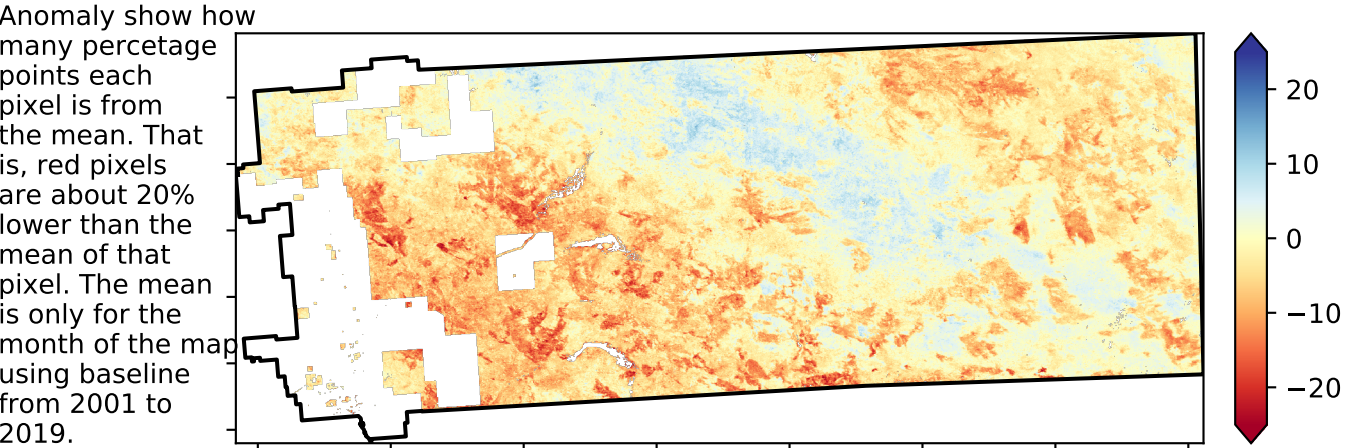 Anomaly show how
many percetage
points each
pixel is from
the mean. That
is, red pixels
are about 20%
lower than the
mean of that
pixel. The mean
is only for the
month of the map
using baseline
from 2001 to
2019.
20
10
0
−10
−20